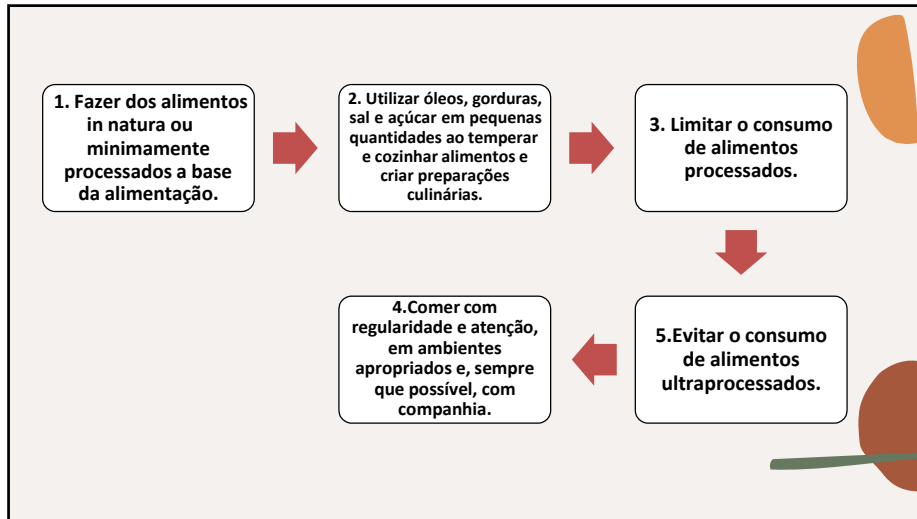 1. Fazer dos alimentos
in natura ou
minimamente
processados a base
da alimentação.
2. Utilizar óleos, gorduras,
sal e açúcar em pequenas
quantidades ao temperar
e cozinhar alimentos e
criar preparações
culinárias.
3. Limitar o consumo
de alimentos
processados.
5.Evitar o consumo
de alimentos
ultraprocessados.
4.Comer com
regularidade e atenção,
em ambientes
apropriados e, sempre
que possível, com
companhia.